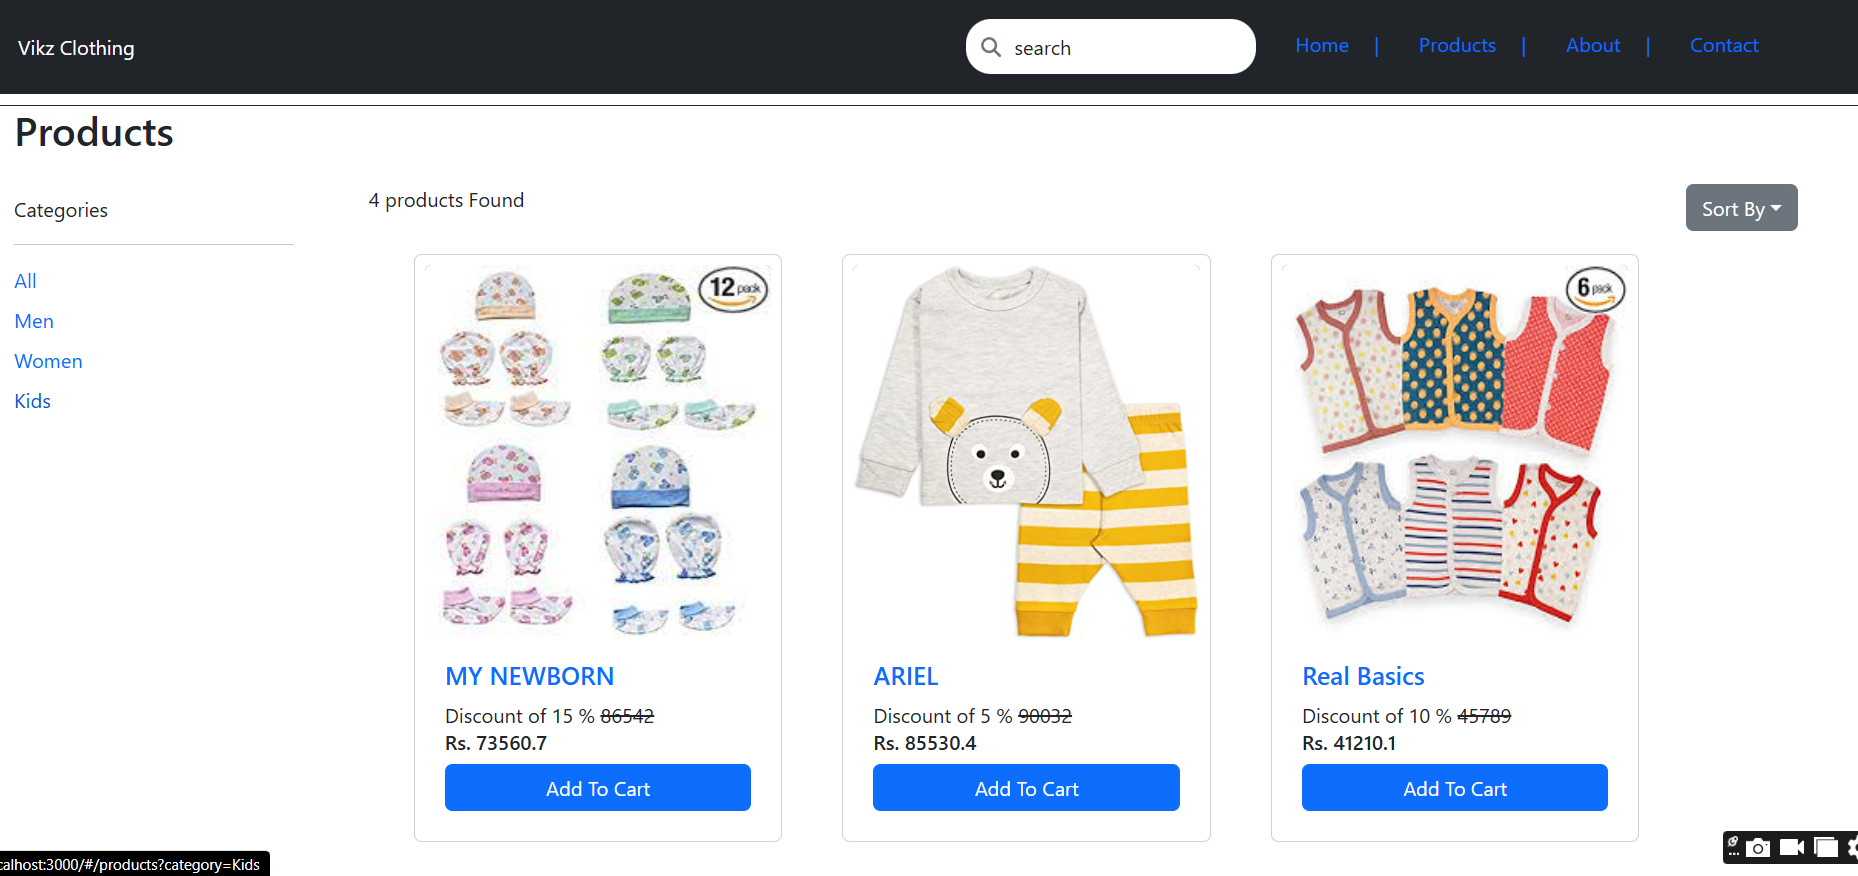 Vikz Clothing
search
Home | Products | About | Contact
Products
Categories
All
Men
Women
Kids
4 products Found
Sort By
12 pack
MY NEWBORN
Discount of 15 % 86542
Rs. 73560.7
Add To Cart
ARIEL
Discount of 5 % 90032
Rs. 85530.4
Add To Cart
6 pack
Real Basics
Discount of 10 % 45789
Rs. 41210.1
Add To Cart
calhost:3000/#/products?category=Kids